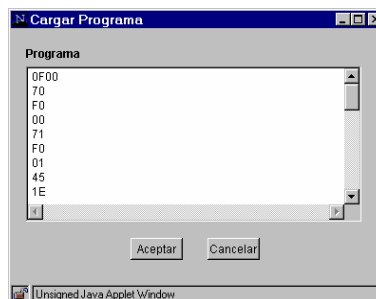 Cargar Programa
Programa
0F00
70
F0
00
71
F0
01
45
1E
Aceptar Cancelar
Unsigned Java Applet Window